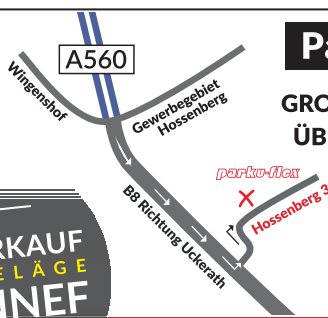 A560
Wingenshof
Gewerbegebiet
Hossenberg
GRO
ÜB
parku-flex
Hossenberg 3
B8 Richtung Uckerath
RKAUF
ELÄGE
NEF